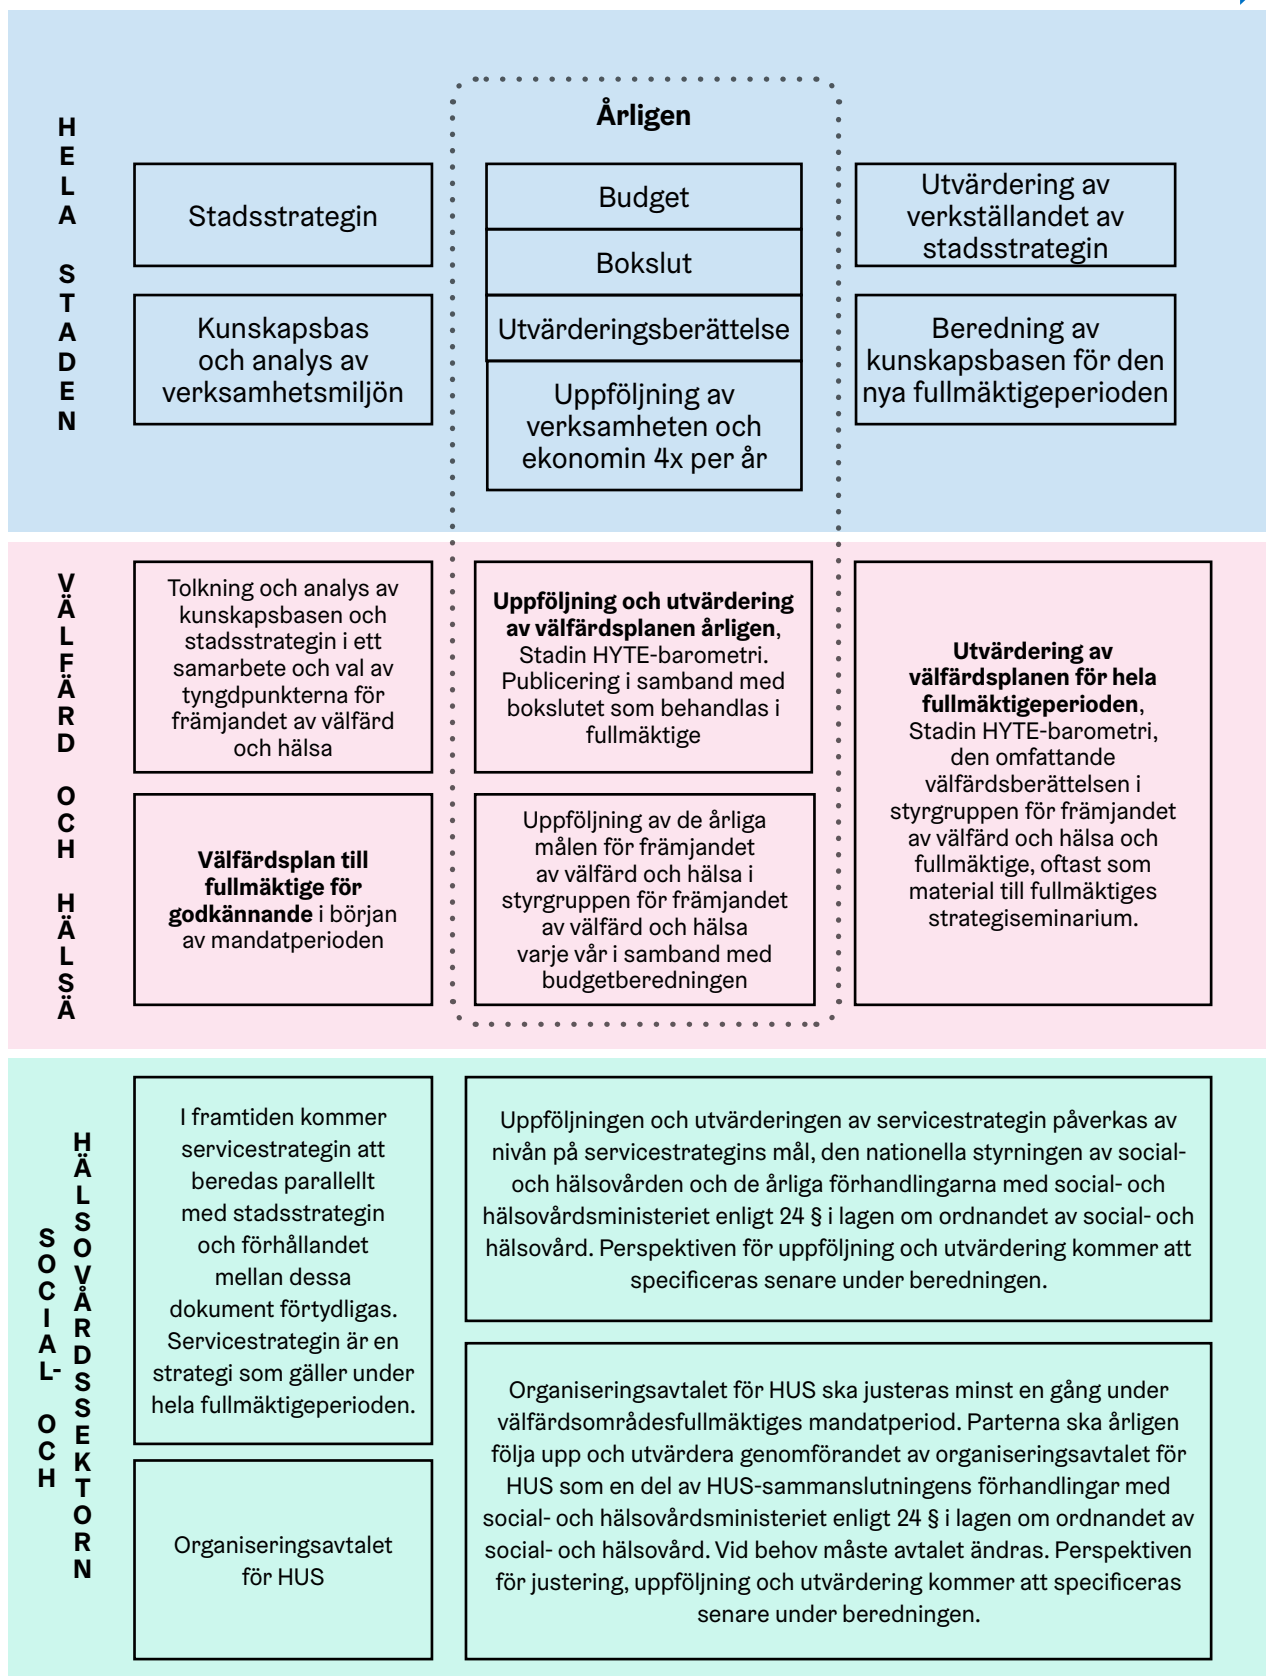 HELA STADEN
Årligen
Stadsstrategin
Kunskapsbas
och analys av
verksamhetsmiljön
Budget
Bokslut
Utvärderingsberättelse
Uppföljning av
verksamheten och
ekonomin 4x per år
Utvärdering av
verkställandet av
stadsstrategin
Beredning av
kunskapsbasen för den
nya fullmäktigeperioden
VÄLFÄRD OCH HÄLSÄ
Tolkning och analys av
kunskapsbasen och
stadsstrategin i ett
samarbete och val av
tyngdpunkterna för
främjandet av välfärd
och hälsa
Välfärdsplan till
fullmäktige för
godkännande i början
av mandatperioden
Uppföljning och utvärdering
av välfärdsplanen årligen,
Stadin HYTE-barometri.
Publicering i samband med
bokslutet som behandlas i
fullmäktige
Uppföljning av de årliga
målen för främjandet
av välfärd och hälsa i
styrgruppen för främjandet
av välfärd och hälsa
varje vår i samband med
budgetberedningen
Utvärdering av
välfärdsplanen för hela
fullmäktigeperioden,
Stadin HYTE-barometri,
den omfattande
välfärdsberättelsen i
styrgruppen för främjandet
av välfärd och hälsa och
fullmäktige, oftast som
material till fullmäktiges
strategiseminarium.
SOCIAL- OCH
HÄLSOVÅRDSSEKTORN
I framtiden kommer
servicestrategin att
beredas parallellt
med stadsstrategin
och förhållandet
mellan dessa
dokument förtydligas.
Servicestrategin är en
strategi som gäller under
hela fullmäktigeperioden.
Organiseringsavtalet
för HUS
Uppföljningen och utvärderingen av servicestrategin påverkas av
nivån på servicestrategins mål, den nationella styrningen av social-
och hälsovården och de årliga förhandlingarna med social- och
hälsovårdsministeriet enligt 24 § i lagen om ordnandet av social- och
hälsovård. Perspektiven för uppföljning och utvärdering kommer att
specificeras senare under beredningen.
Organiseringsavtalet för HUS ska justeras minst en gång under
välfärdsområdesfullmäktiges mandatperiod. Parterna ska årligen
följa upp och utvärdera genomförandet av organiseringsavtalet för
HUS som en del av HUS-sammanslutningens förhandlingar med
social- och hälsovårdsministeriet enligt 24 § i lagen om ordnandet av
social- och hälsovård. Vid behov måste avtalet ändras. Perspektiven
för justering, uppföljning och utvärdering kommer att specificeras
senare under beredningen.